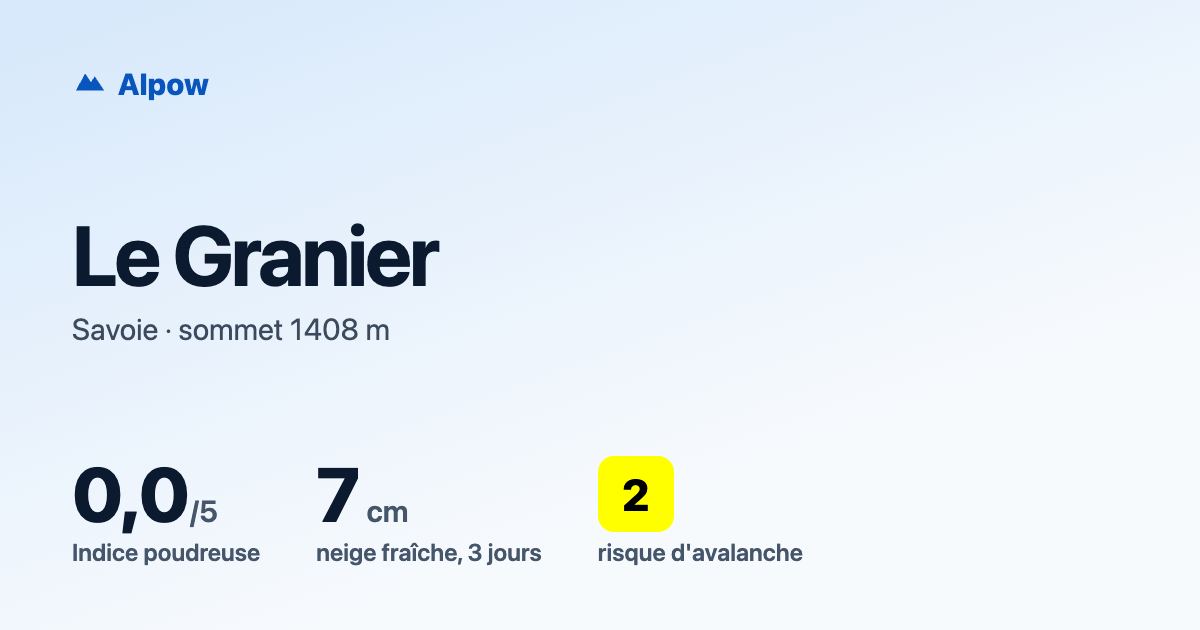 Alpow
Le Granier
Savoie · sommet 1408 m
0,0/5
Indice poudreuse
7 cm
neige fraîche, 3 jours
2
risque d'avalanche